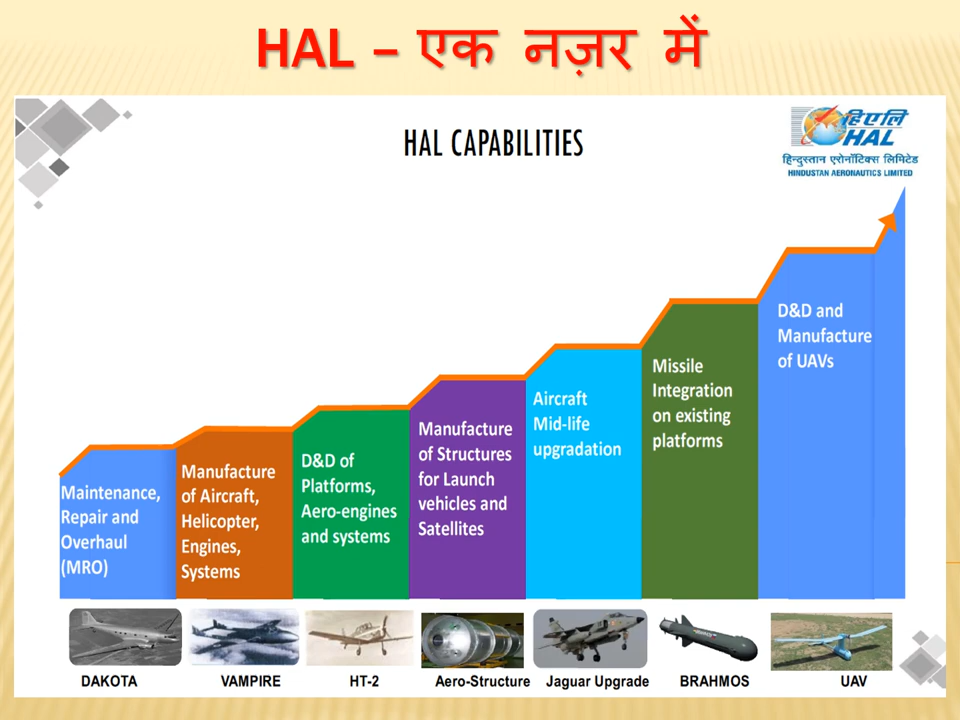 HAL – एक नज़र में
HAL CAPABILITIES
हिएलि
HAL
हिन्दुस्तान एरोनॉटिक्स लिमिटेड
HINDUSTAN AERONAUTICS LIMITED
Maintenance,
Repair and
Overhaul
(MRO)
Manufacture
of Aircraft,
Helicopter,
Engines,
Systems
D&D of
Platforms,
Aero-engines
and systems
Manufacture
of Structures
for Launch
vehicles and
Satellites
Aircraft
Mid-life
upgradation
Missile
Integration
on existing
platforms
D&D and
Manufacture
of UAVs
DAKOTA
VAMPIRE
HT-2
Aero-Structure
Jaguar Upgrade
BRAHMOS
UAV